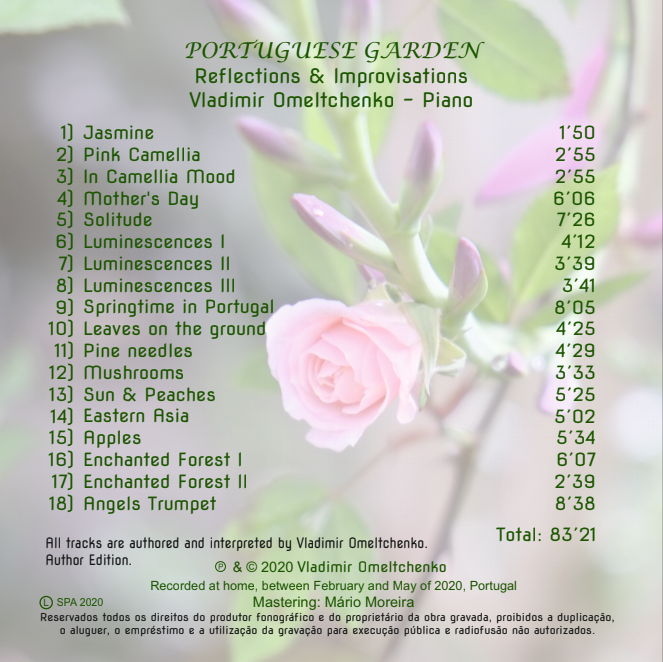 PORTUGUESE GARDEN
Reflections & Improvisations
Vladimir Omeltchenko - Piano
1) Jasmine 1'50
2) Pink Camellia 2'55
3) In Camellia Mood 2'55
4) Mother's Day 6'06
5) Solitude 7'26
6) Luminescences I 4'12
7) Luminescences II 3'39
8) Luminescences III 3'41
9) Springtime in Portugal 8'05
10) Leaves on the ground 4'25
11) Pine needles 4'29
12) Mushrooms 3'33
13) Sun & Peaches 5'25
14) Eastern Asia 5'02
15) Apples 5'34
16) Enchanted Forest I 6'07
17) Enchanted Forest II 2'39
18) Angels Trumpet 8'38
Total: 83'21
All tracks are authored and interpreted by Vladimir Omeltchenko.
Author Edition.
℗ & © 2020 Vladimir Omeltchenko
Recorded at home, between February and May of 2020, Portugal
Ⓛ SPA 2020 Mastering: Mário Moreira
Reservados todos os direitos do produtor fonográfico e do proprietário da obra gravada, proibidos a duplicação,
o aluguer, o empréstimo e a utilização da gravação para execução pública e radiofusão não autorizados.